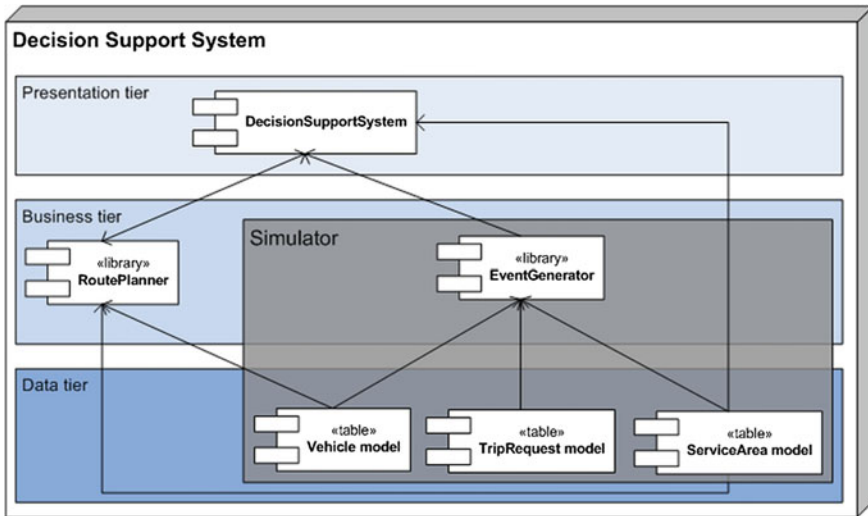 Decision Support System
Presentation tier
DecisionSupportSystem
Business tier
Simulator
«library»
RoutePlanner
«library»
EventGenerator
Data tier
«table»
Vehicle model
«table»
TripRequest model
«table»
ServiceArea model